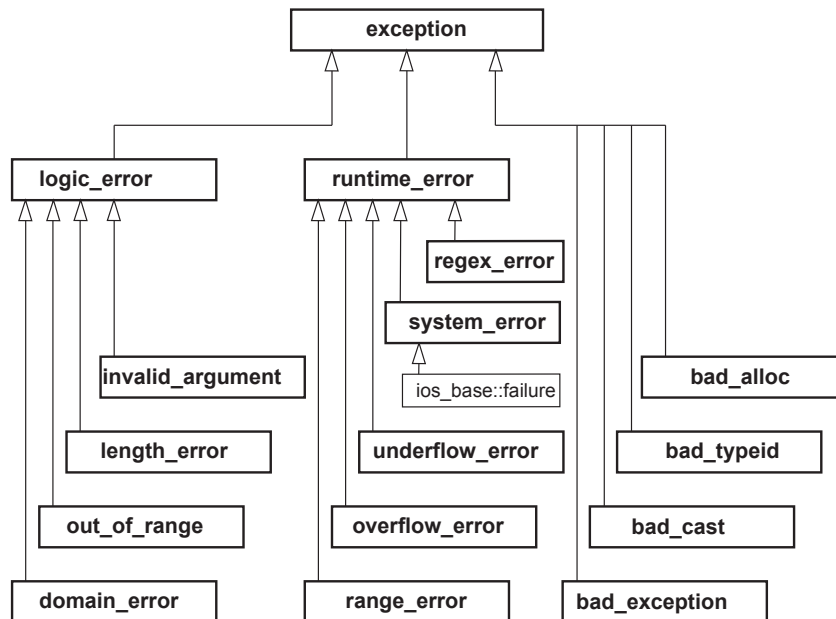 exception
logic_error
runtime_error
regex_error
system_error
invalid_argument
ios_base::failure
bad_alloc
length_error
underflow_error
bad_typeid
out_of_range
overflow_error
bad_cast
domain_error
range_error
bad_exception